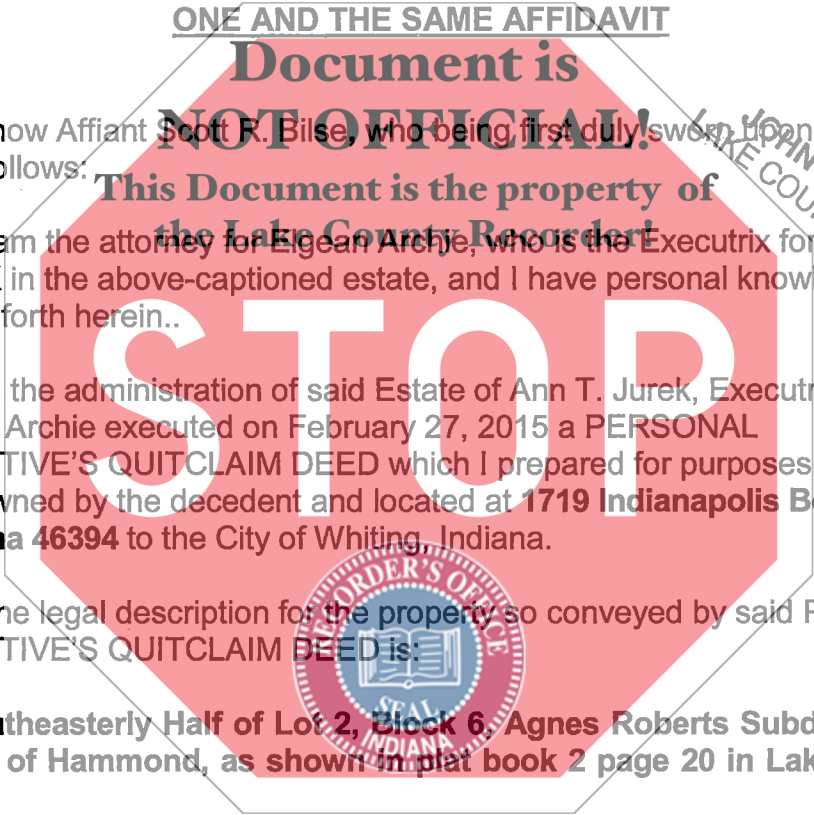 ONE AND THE SAME AFFIDAVIT
Document is
NOT OFFICIAL!
ow Affiant Scott R. Bilse, who being first duly sworn upon
llows:
This Document is the property of
the Lake County Recorder!
JOHN
LAKE COU
am the attorney for Elgean Archie, who is the Executrix for
in the above-captioned estate, and I have personal know
forth herein..
STOP
the administration of said Estate of Ann T. Jurek, Execut
Archie executed on February 27, 2015 a PERSONAL
TIVE'S QUITCLAIM DEED which I prepared for purposes
wned by the decedent and located at 1719 Indianapolis B
a 46394 to the City of Whiting, Indiana.
he legal description for the property so conveyed by said
TIVE'S QUITCLAIM DEED is:
RECORDER'S OFFICE
SEAL
INDIANA
utheasterly Half of Lot 2, Block 6, Agnes Roberts Subd
of Hammond, as shown in plat book 2 page 20 in Lak